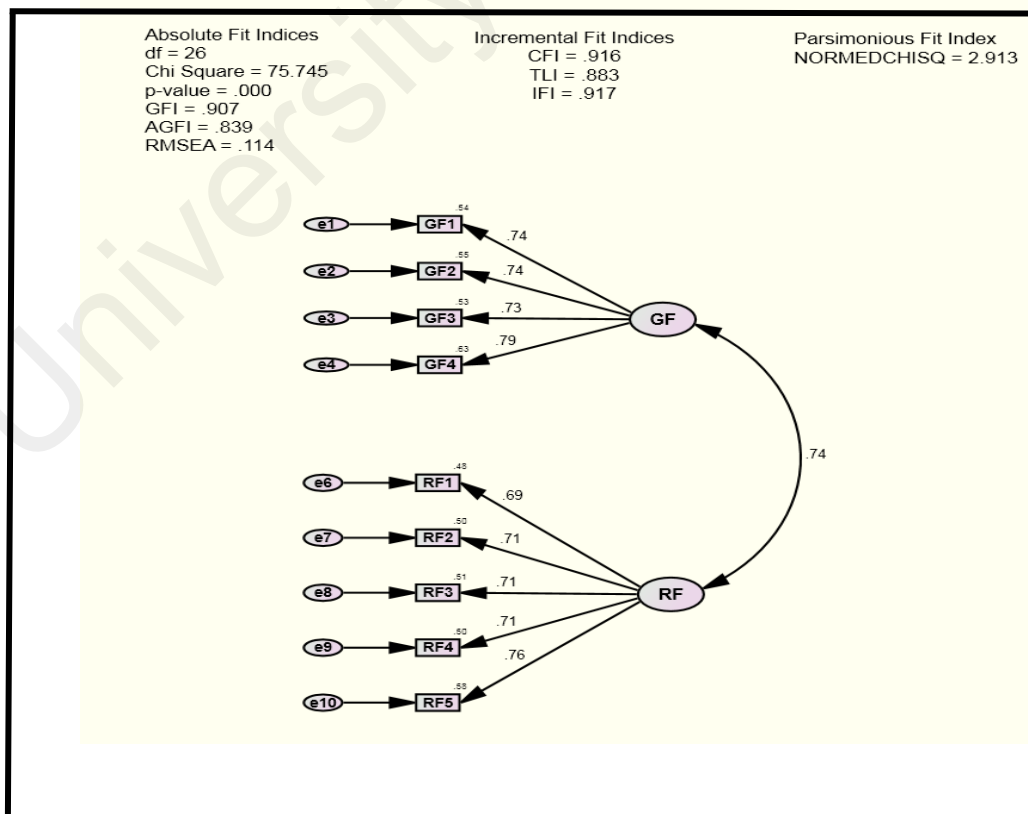 Absolute Fit Indices
df = 26
Chi Square = 75.745
p-value = .000
GFI = .907
AGFI = .839
RMSEA = .114
Incremental Fit Indices
CFI = .916
TLI = .883
IFI = .917
Parsimonious Fit Index
NORMEDCHISQ = 2.913
University
.54
e1 GF1 .74
.55
e2 GF2 .74
.53
e3 GF3 .73 GF
e4 GF4 .79
.74
.48
e6 RF1 .69
.50
e7 RF2 .71
.51
e8 RF3 .71 RF
.50
e9 RF4 .71
e10 RF5 .76